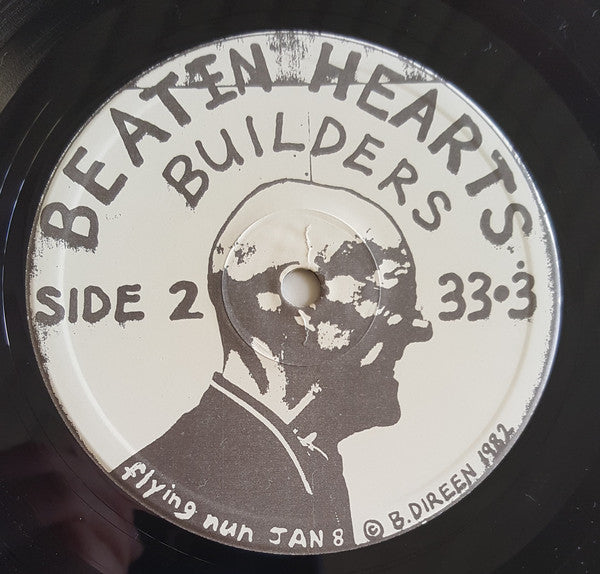 BEATIN HEARTS.
BUILDERS
SIDE 2
33·3
flying nun JAN 8
© B. DIREEN 1982